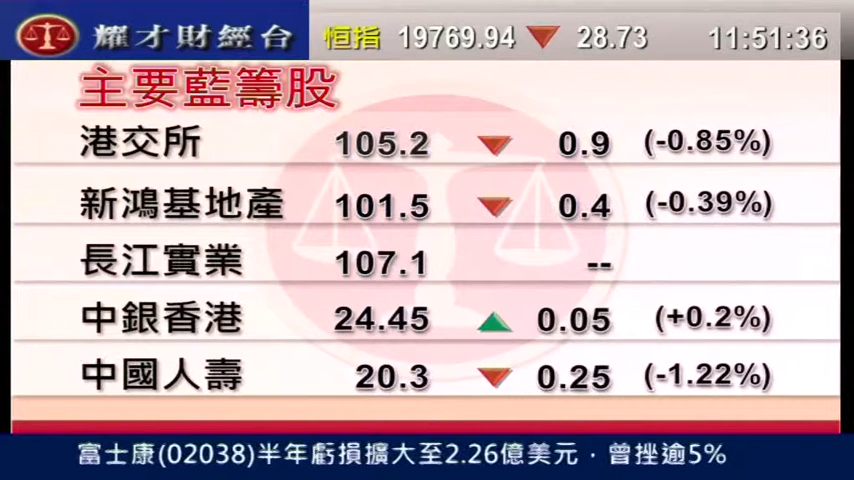 耀才財經台 恒指 19769.94 ▼ 28.73 11:51:36
主要藍籌股
港交所 105.2 ▼ 0.9 (-0.85%)
新鴻基地產 101.5 ▼ 0.4 (-0.39%)
長江實業 107.1 --
中銀香港 24.45 ▲ 0.05 (+0.2%)
中國人壽 20.3 ▼ 0.25 (-1.22%)
富士康(02038)半年虧損擴大至2.26億美元，曾挫逾5%